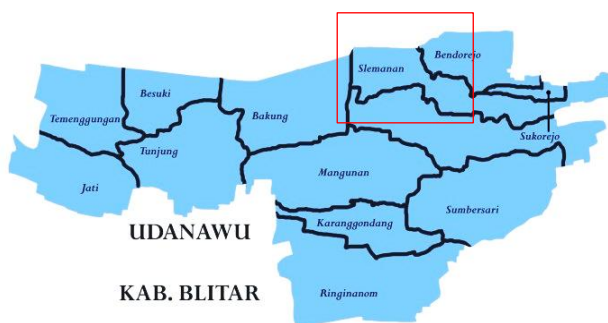 Bendorejo
Slemanan
Besuki
Temenggungan
Bakung
Sukorejo
Tunjung
Mangunan
Jati
Sumbersari
Karanggondang
UDANAWU
KAB. BLITAR
Ringinanom